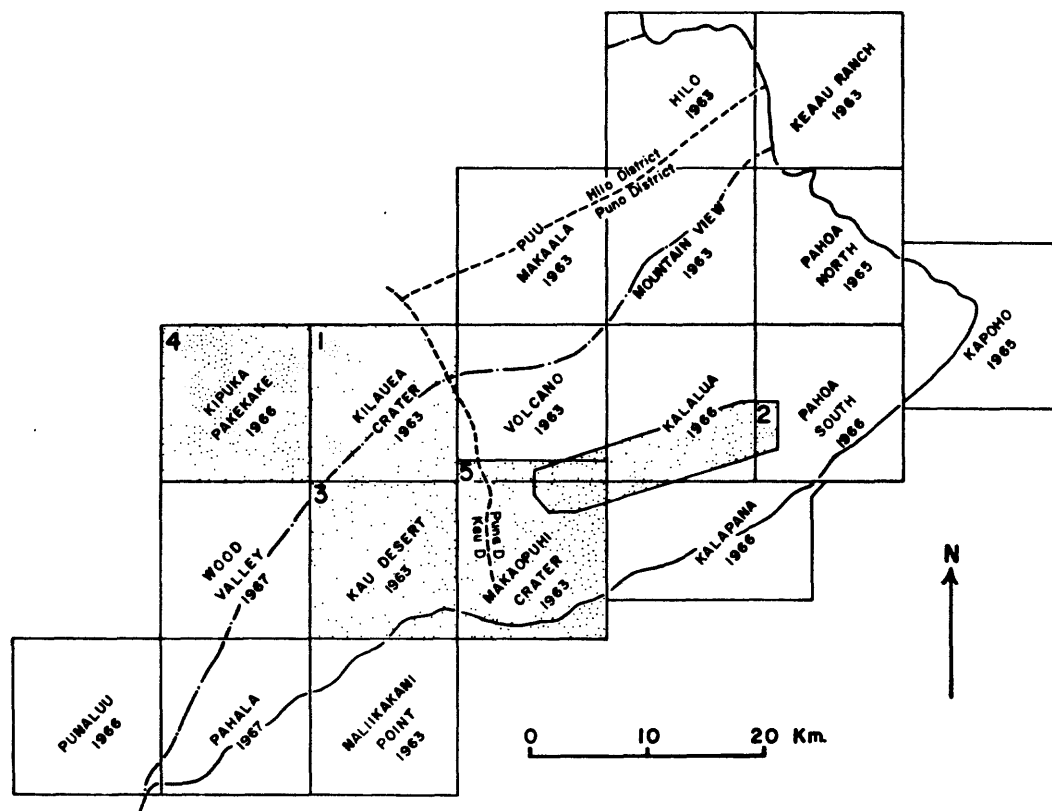 HILO
1963
KEAAU RANCH
1963
Hilo District
Puno District
PUU
MAKAALA
1963
MOUNTAIN VIEW
1963
PAHOA
NORTH
1965
KAPOHO
1965
4
KIPUKA
PAKEKAKE
1966
1
KILAUEA
CRATER
1963
VOLCANO
1963
KALALUA
1966
2
PAHOA
SOUTH
1966
3
5
WOOD
VALLEY
1967
KAU DESERT
1963
Puna D
Kau D
MAKAOPUHI
CRATER
1963
KALAPANA
1966
N
PUNALUU
1966
PAHALA
1967
NALIIKAKANI
POINT
1963
0 10 20 Km.